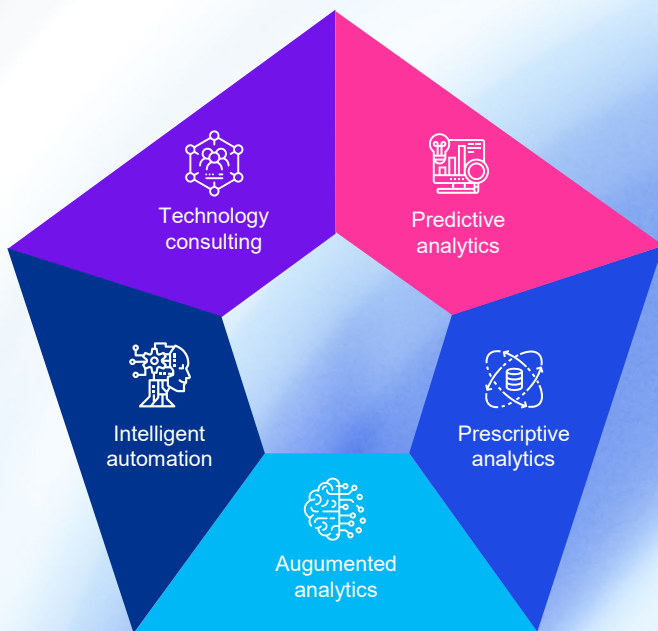 Technology
consulting
Predictive
analytics
Intelligent
automation
Prescriptive
analytics
Augumented
analytics